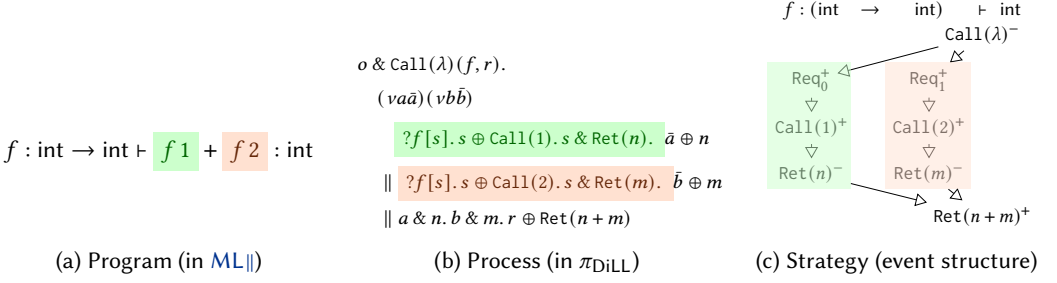 f : int → int ⊢ f 1 + f 2 : int
(a) Program (in ML∥)
o & Call(λ)(f, r).
(νaā)(νbb̄)
?f[s]. s ⊕ Call(1). s & Ret(n). ā ⊕ n
∥ ?f[s]. s ⊕ Call(2). s & Ret(m). b̄ ⊕ m
∥ a & n. b & m. r ⊕ Ret(n + m)
(b) Process (in πDiLL)
f : (int → int) ⊢ int
Call(λ)⁻
Req₀⁺ Req₁⁺
Call(1)⁺ Call(2)⁺
Ret(n)⁻ Ret(m)⁻
Ret(n + m)⁺
(c) Strategy (event structure)